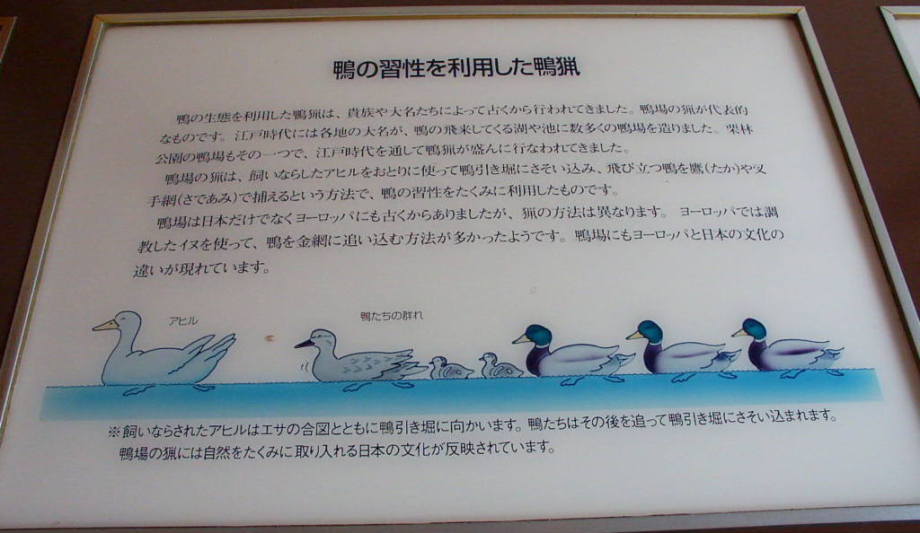 鴨の習性を利用した鴨猟
鴨の生態を利用した鴨猟は、貴族や大名たちによって古くから行われてきました。鴨場の猟が代表的
なものです。江戸時代には各地の大名が、鴨の飛来してくる湖や池に数多くの鴨場を造りました。栗林
公園の鴨場もその一つで、江戸時代を通して鴨猟が盛んに行なわれてきました。
鴨場の猟は、飼いならしたアヒルをおとりに使って鴨引き堀にさそい込み、飛び立つ鴨を鷹(たか)や叉
手網(さであみ)で捕えるという方法で、鴨の習性をたくみに利用したものです。
鴨場は日本だけでなくヨーロッパにも古くからありましたが、猟の方法は異なります。ヨーロッパでは調
教したイヌを使って、鴨を金網に追い込む方法が多かったようです。鴨場にもヨーロッパと日本の文化の
違いが現れています。
アヒル
鴨たちの群れ
※飼いならされたアヒルはエサの合図とともに鴨引き堀に向かいます。鴨たちはその後を追って鴨引き堀にさそい込まれます。
鴨場の猟には自然をたくみに取り入れる日本の文化が反映されています。